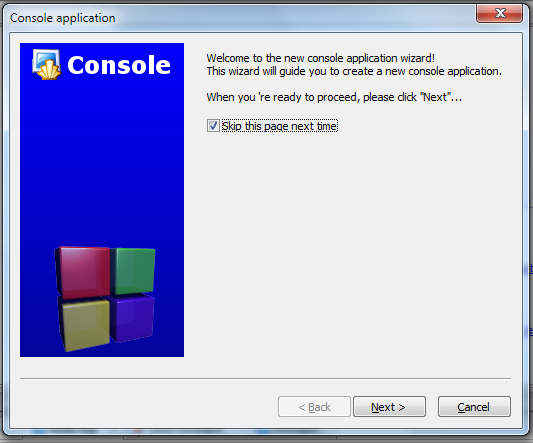 Console application
Console
Welcome to the new console application wizard!
This wizard will guide you to create a new console application.
When you 're ready to proceed, please click "Next"...
Skip this page next time
< Back
Next >
Cancel